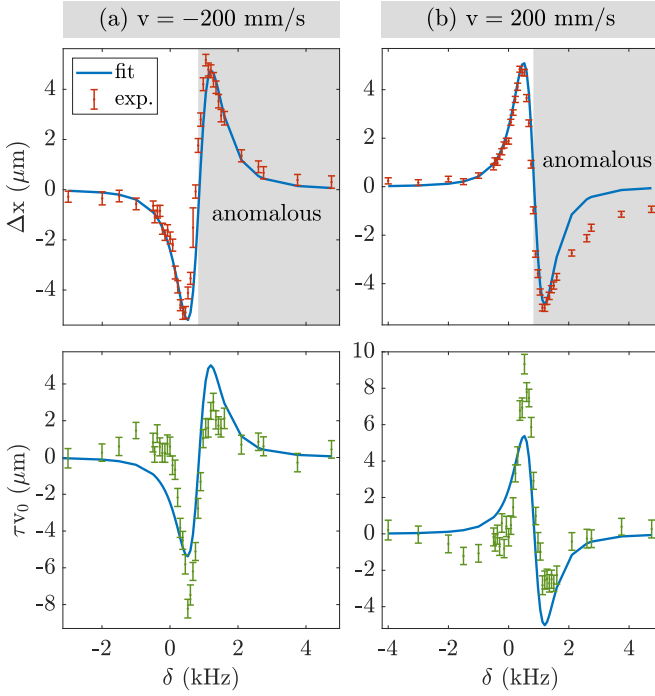 (a) v = −200 mm/s
(b) v = 200 mm/s
fit
exp.
anomalous
anomalous
Δx (μm)
4
2
0
-2
-4
4
2
0
-2
-4
τv₀ (μm)
4
2
0
-2
-4
-6
-8
10
8
6
4
2
0
-2
-4
-2 0 2 4
-4 -2 0 2 4
δ (kHz)
δ (kHz)